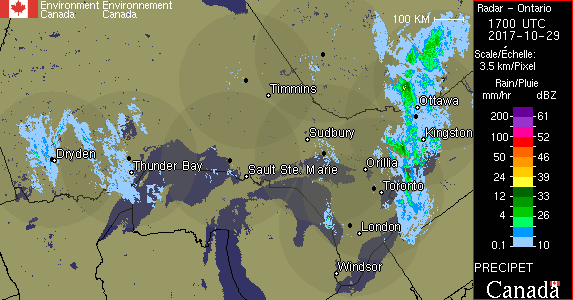 Environment Environnement
Canada Canada
100 KM
Timmins
Ottawa
Sudbury
Kingston
Dryden
Thunder Bay
Sault Ste. Marie
Orillia
Toronto
London
Windsor
Radar - Ontario
1700 UTC
2017-10-29
Scale/Échelle:
3.5 km/Pixel
Rain/Pluie
mm/hr dBZ
200 61
100 52
50 46
24 39
12 33
4 26
0.1 10
PRECIPET
Canada